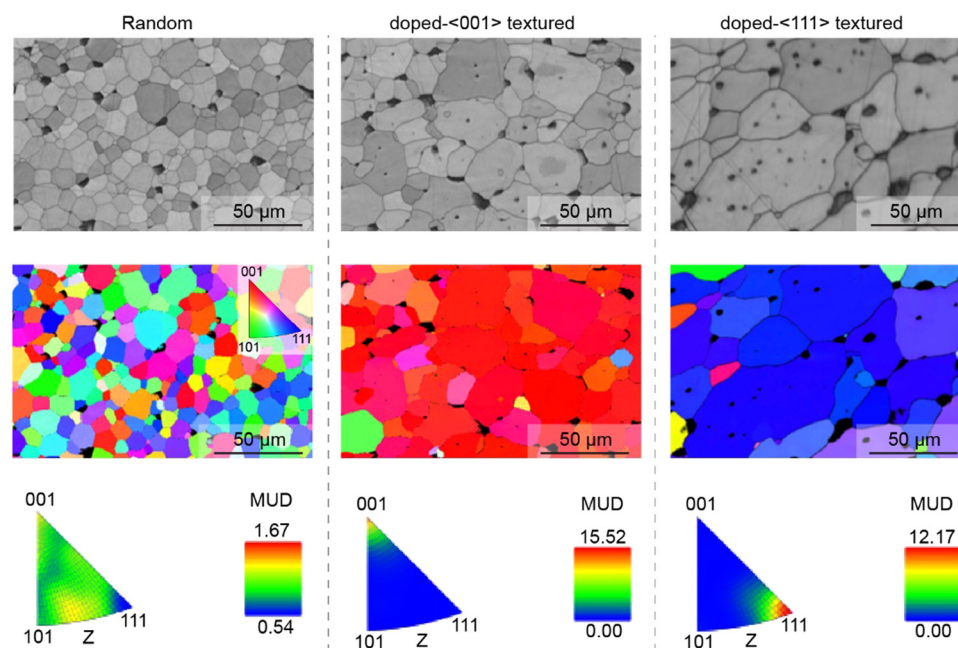 Random
doped-<001> textured
doped-<111> textured
50 µm
50 µm
50 µm
001
101
111
50 µm
50 µm
50 µm
001
MUD
1.67
0.54
101
Z
111
001
MUD
15.52
0.00
101
Z
111
001
MUD
12.17
0.00
101
Z
111